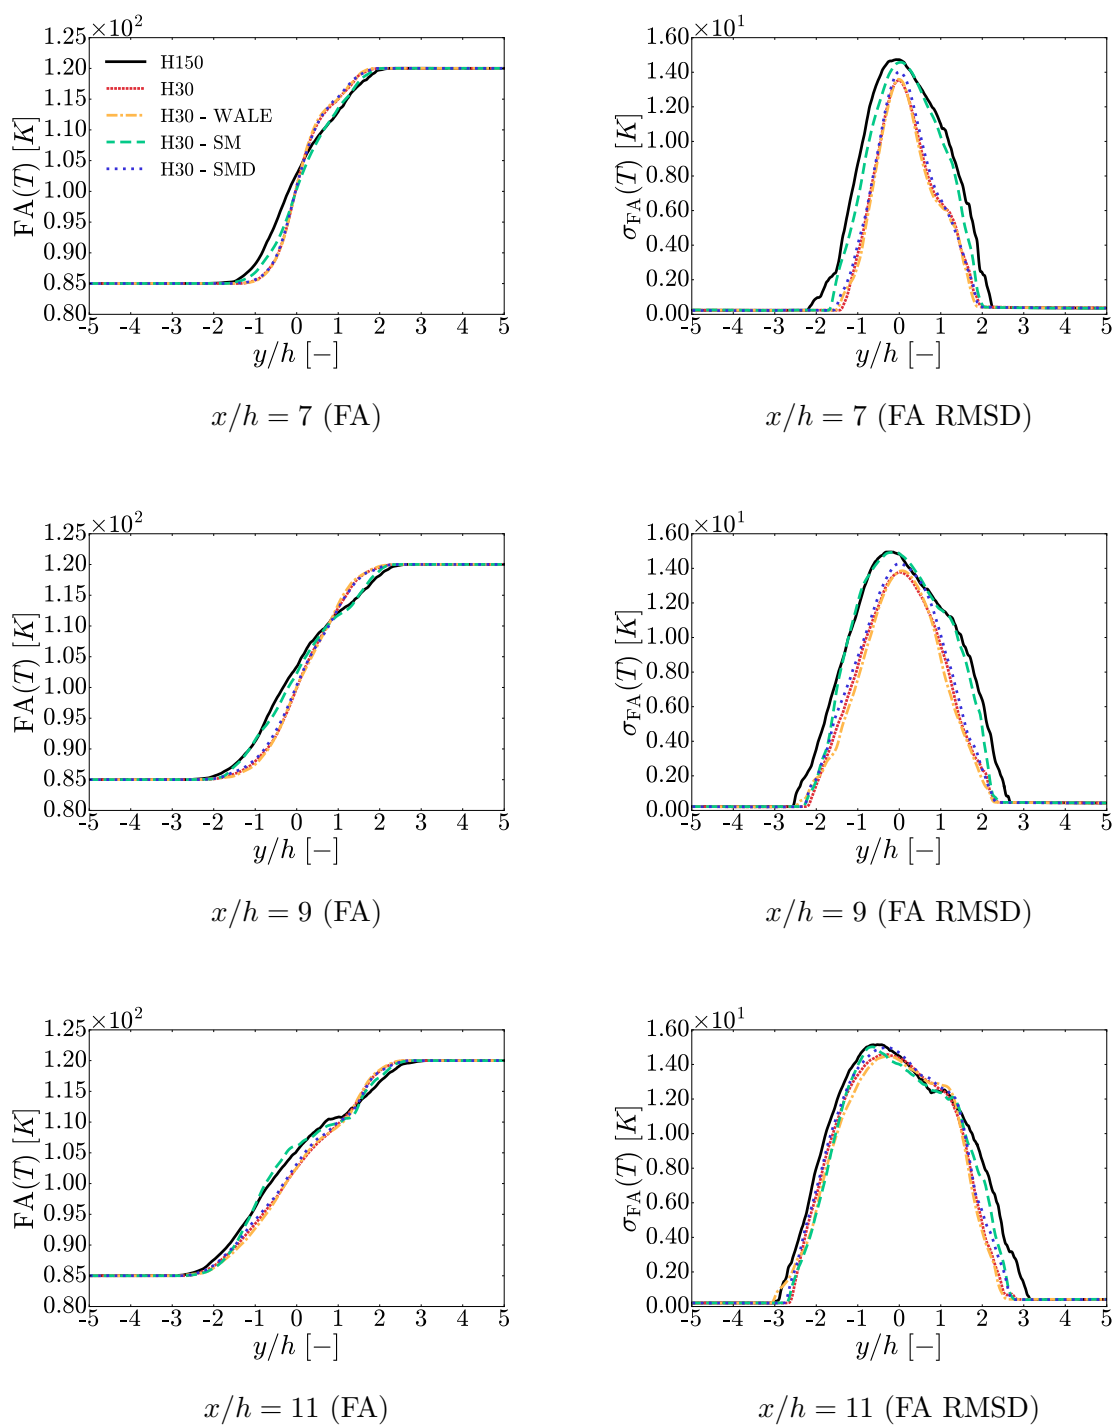 ×10²
1.25
1.20
1.15
1.10
1.05
1.00
0.95
0.90
0.85
0.80
FA(T) [K]
H150
H30
H30 - WALE
H30 - SM
H30 - SMD
-5 -4 -3 -2 -1 0 1 2 3 4 5
y/h [−]
x/h = 7 (FA)
×10¹
1.60
1.40
1.20
1.00
0.80
0.60
0.40
0.20
0.00
σFA(T) [K]
-5 -4 -3 -2 -1 0 1 2 3 4 5
y/h [−]
x/h = 7 (FA RMSD)
×10²
1.25
1.20
1.15
1.10
1.05
1.00
0.95
0.90
0.85
0.80
FA(T) [K]
-5 -4 -3 -2 -1 0 1 2 3 4 5
y/h [−]
x/h = 9 (FA)
×10¹
1.60
1.40
1.20
1.00
0.80
0.60
0.40
0.20
0.00
σFA(T) [K]
-5 -4 -3 -2 -1 0 1 2 3 4 5
y/h [−]
x/h = 9 (FA RMSD)
×10²
1.25
1.20
1.15
1.10
1.05
1.00
0.95
0.90
0.85
0.80
FA(T) [K]
-5 -4 -3 -2 -1 0 1 2 3 4 5
y/h [−]
x/h = 11 (FA)
×10¹
1.60
1.40
1.20
1.00
0.80
0.60
0.40
0.20
0.00
σFA(T) [K]
-5 -4 -3 -2 -1 0 1 2 3 4 5
y/h [−]
x/h = 11 (FA RMSD)